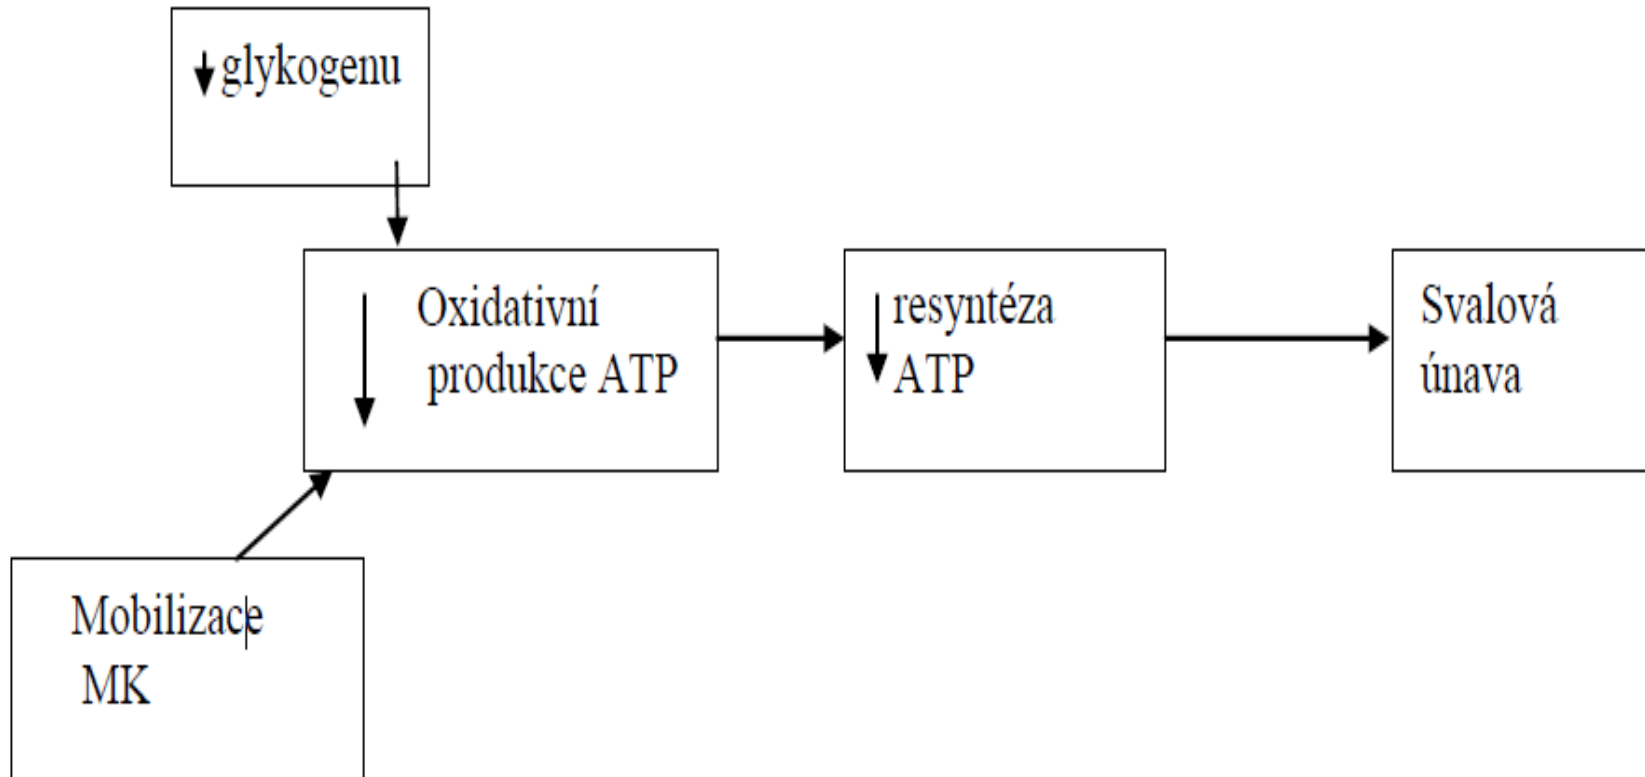 glykogenu
Oxidativní
produkce ATP
resyntéza
ATP
Svalová
únava
Mobilizace
MK